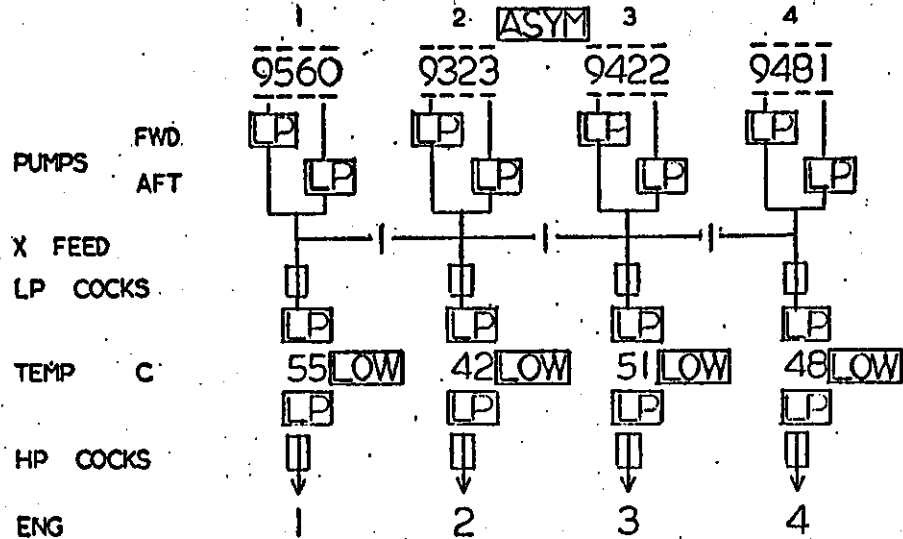 1 2 ASYM 3 4
9560 9323 9422 9481
FWD LP LP LP LP
PUMPS
AFT LP LP LP LP
X FEED
LP COCKS
LP LP LP LP
TEMP C 55 LOW 42 LOW 51 LOW 48 LOW
LP LP LP LP
HP COCKS
ENG 1 2 3 4